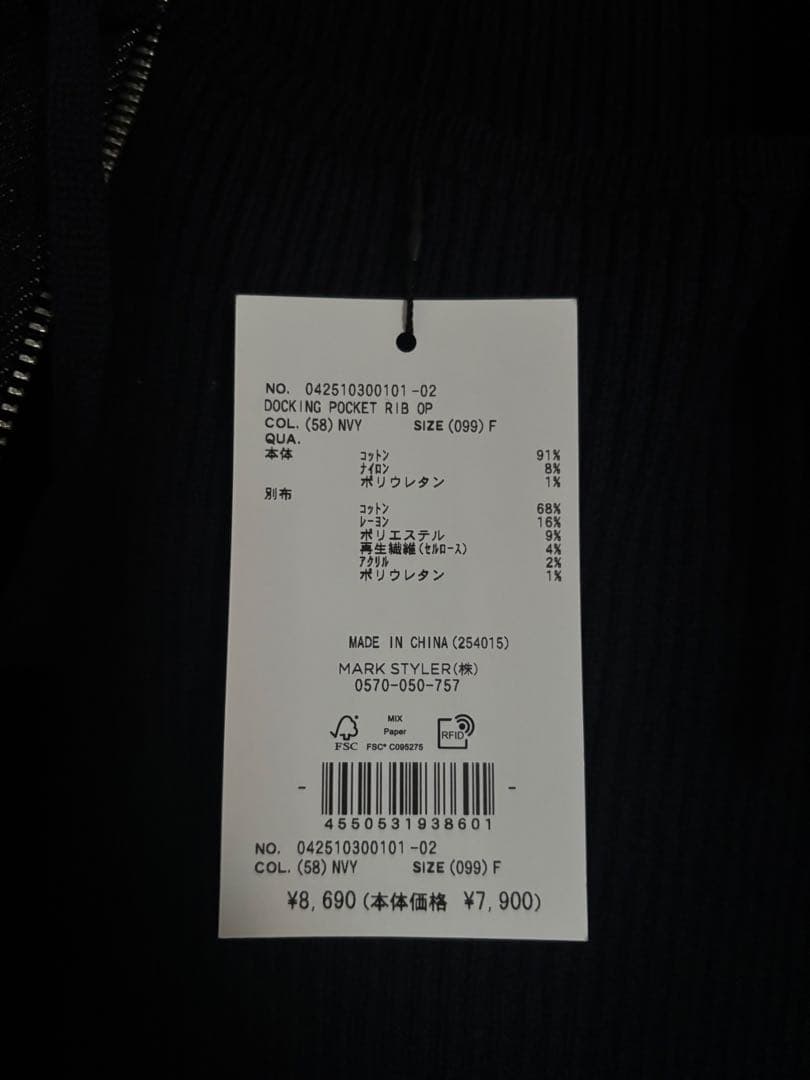 NO. 042510300101-02
DOCKING POCKET RIB OP
COL. (58) NVY SIZE (099) F
QUA.
本体 コットン 91%
ナイロン 8%
ポリウレタン 1%
別布
コットン 68%
レーヨン 16%
ポリエステル 9%
再生繊維(セルロース) 4%
アクリル 2%
ポリウレタン 1%
MADE IN CHINA (254015)
MARK STYLER(株)
0570-050-757
FSC
MIX
Paper
FSC® C095275
RFID
4550531938601
NO. 042510300101-02
COL. (58) NVY SIZE (099) F
¥8,690 (本体価格 ¥7,900)